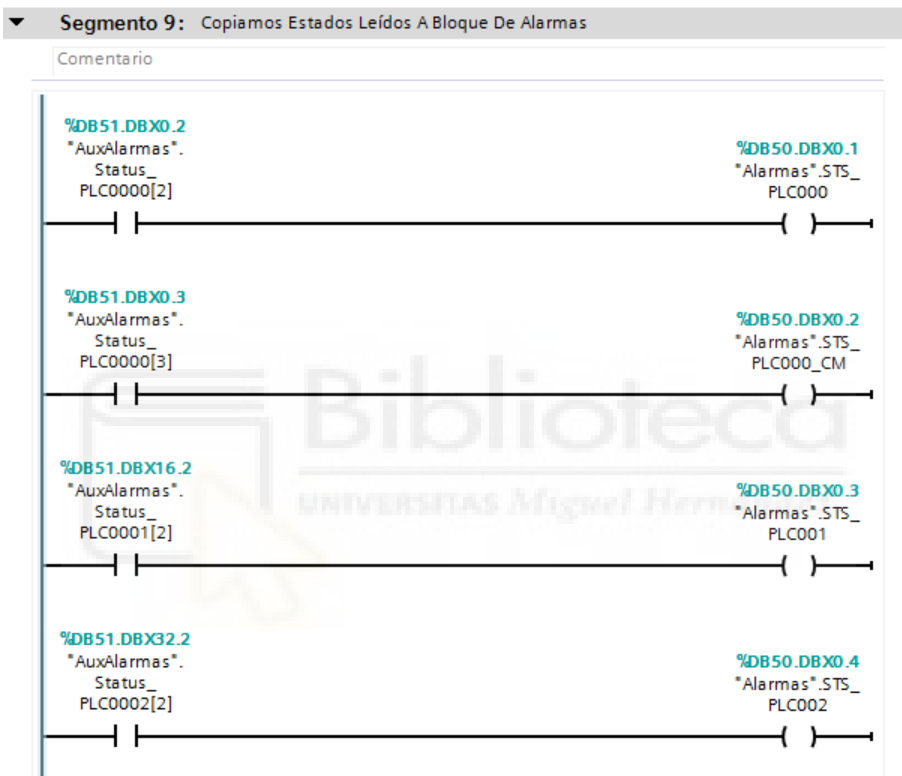 Segmento 9: Copiamos Estados Leídos A Bloque De Alarmas
Comentario
%DB51.DBX0.2
"AuxAlarmas".
Status_
PLC0000[2]
%DB50.DBX0.1
"Alarmas".STS_
PLC000
%DB51.DBX0.3
"AuxAlarmas".
Status_
PLC0000[3]
%DB50.DBX0.2
"Alarmas".STS_
PLC000_CM
Biblioteca
UNIVERSITAS Miguel Hern
%DB51.DBX16.2
"AuxAlarmas".
Status_
PLC0001[2]
%DB50.DBX0.3
"Alarmas".STS_
PLC001
%DB51.DBX32.2
"AuxAlarmas".
Status_
PLC0002[2]
%DB50.DBX0.4
"Alarmas".STS_
PLC002